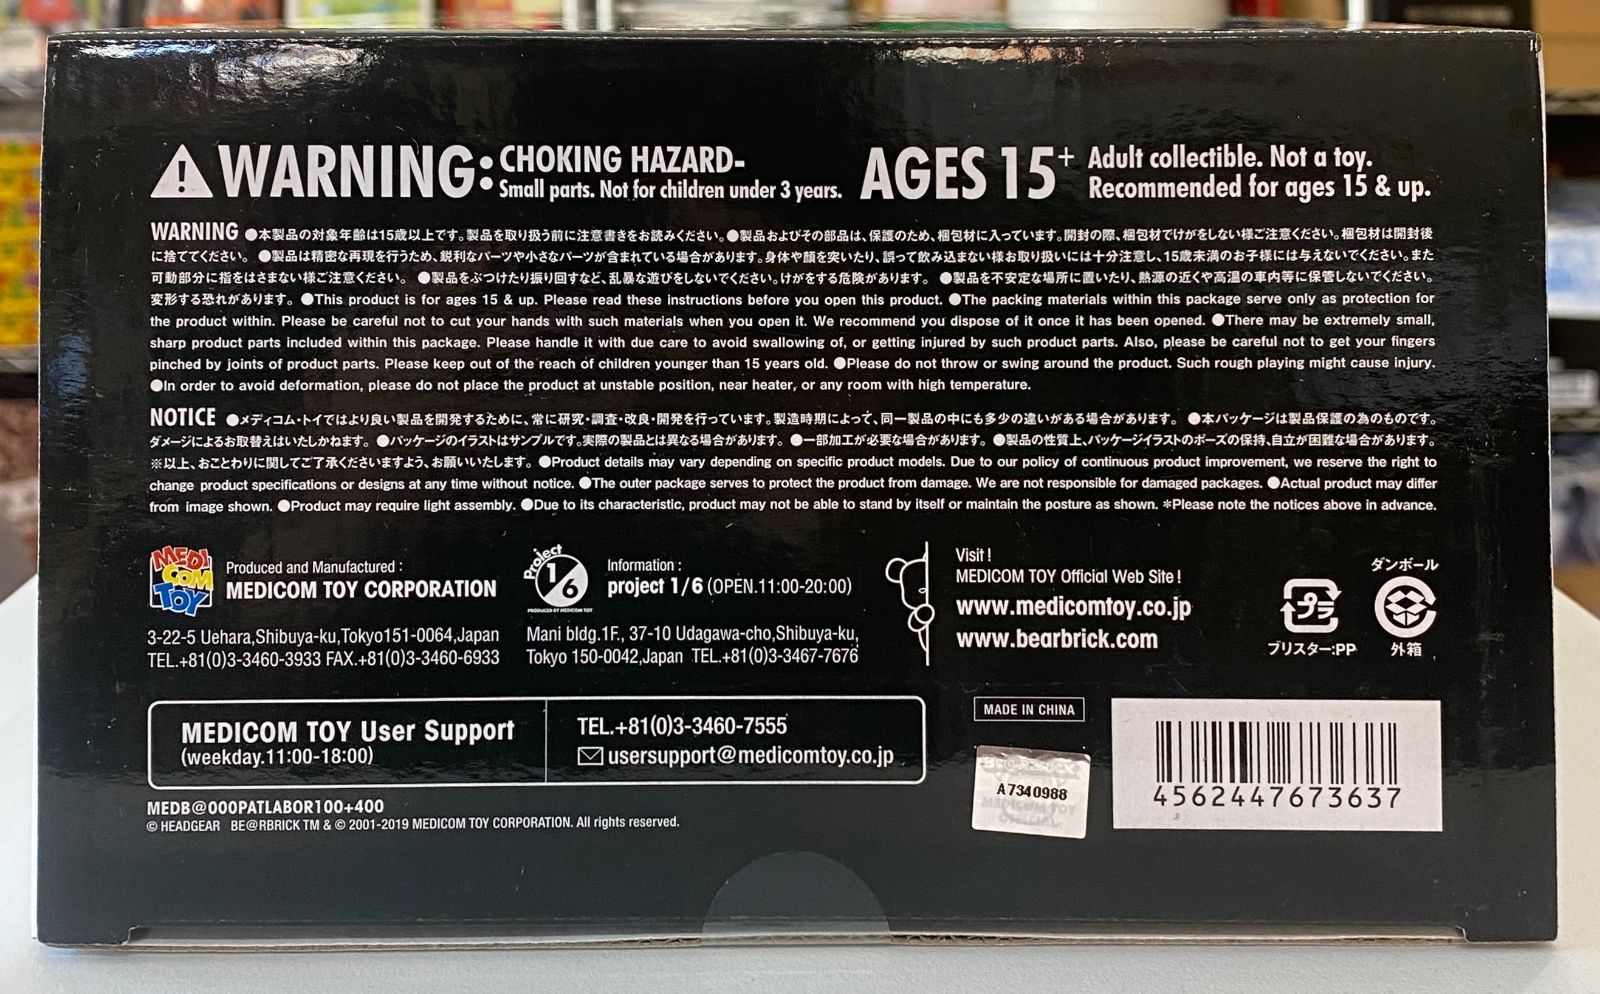 WARNING: CHOKING HAZARD-
Small parts. Not for children under 3 years.
AGES 15+ Adult collectible. Not a toy.
Recommended for ages 15 & up.
WARNING ●本製品の対象年齢は15歳以上です。製品を取り扱う前に注意書きをお読みください。●製品およびその部品は、保護のため、梱包材に入っています。開封の際、梱包材でけがをしない様ご注意ください。梱包材は開封後
に捨ててください。 ●製品は精密な再現を行うため、鋭利なパーツや小さなパーツが含まれている場合があります。身体や顔を突いたり、誤って飲み込まない様お取り扱いには十分注意し、15歳未満のお子様には与えないでください。また
可動部分に指をはさまない様ご注意ください。 ●製品をぶつけたり振り回すなど、乱暴な遊びをしないでください。けがをする危険があります。 ●製品を不安定な場所に置いたり、熱源の近くや高温の車内等に保管しないでください。
変形する恐れがあります。 ●This product is for ages 15 & up. Please read these instructions before you open this product. ●The packing materials within this package serve only as protection for
the product within. Please be careful not to cut your hands with such materials when you open it. We recommend you dispose of it once it has been opened. ●There may be extremely small,
sharp product parts included within this package. Please handle it with due care to avoid swallowing of, or getting injured by such product parts. Also, please be careful not to get your fingers
pinched by joints of product parts. Please keep out of the reach of children younger than 15 years old. ●Please do not throw or swing around the product. Such rough playing might cause injury.
●In order to avoid deformation, please do not place the product at unstable position, near heater, or any room with high temperature.
NOTICE ●メディコム・トイではより良い製品を開発するために、常に研究・調査・改良・開発を行っています。製造時期によって、同一製品の中にも多少の違いがある場合があります。 ●本パッケージは製品保護の為のものです。
ダメージによるお取替えはいたしかねます。 ●パッケージのイラストはサンプルです。実際の製品とは異なる場合があります。 ●一部加工が必要な場合があります。 ●製品の性質上、パッケージイラストのポーズの保持、自立が困難な場合があります。
※以上、おことわりに関してご了承くださいますよう、お願いいたします。 ●Product details may vary depending on specific product models. Due to our policy of continuous product improvement, we reserve the right to
change product specifications or designs at any time without notice. ●The outer package serves to protect the product from damage. We are not responsible for damaged packages. ●Actual product may differ
from image shown. ●Product may require light assembly. ●Due to its characteristic, product may not be able to stand by itself or maintain the posture as shown. ※Please note the notices above in advance.
MEDI
COM
TOY
Produced and Manufactured :
MEDICOM TOY CORPORATION
3-22-5 Uehara,Shibuya-ku,Tokyo151-0064,Japan
TEL.+81(0)3-3460-3933 FAX.+81(0)3-3460-6933
Project
1/6
PRODUCED BY MEDICOM TOY
Information :
project 1/6 (OPEN.11:00-20:00)
Mani bldg.1F., 37-10 Udagawa-cho,Shibuya-ku,
Tokyo 150-0042,Japan TEL.+81(0)3-3467-7676
Visit !
MEDICOM TOY Official Web Site !
www.medicomtoy.co.jp
www.bearbrick.com
プラ
ブリスター:PP
ダンボール
外箱
MEDICOM TOY User Support
(weekday.11:00-18:00)
TEL.+81(0)3-3460-7555
usersupport@medicomtoy.co.jp
MADE IN CHINA
A7340988
MEDICOM TOY
4562447673637
MEDB@000PATLABOR100+400
© HEADGEAR BE@RBRICK TM & © 2001-2019 MEDICOM TOY CORPORATION. All rights reserved.